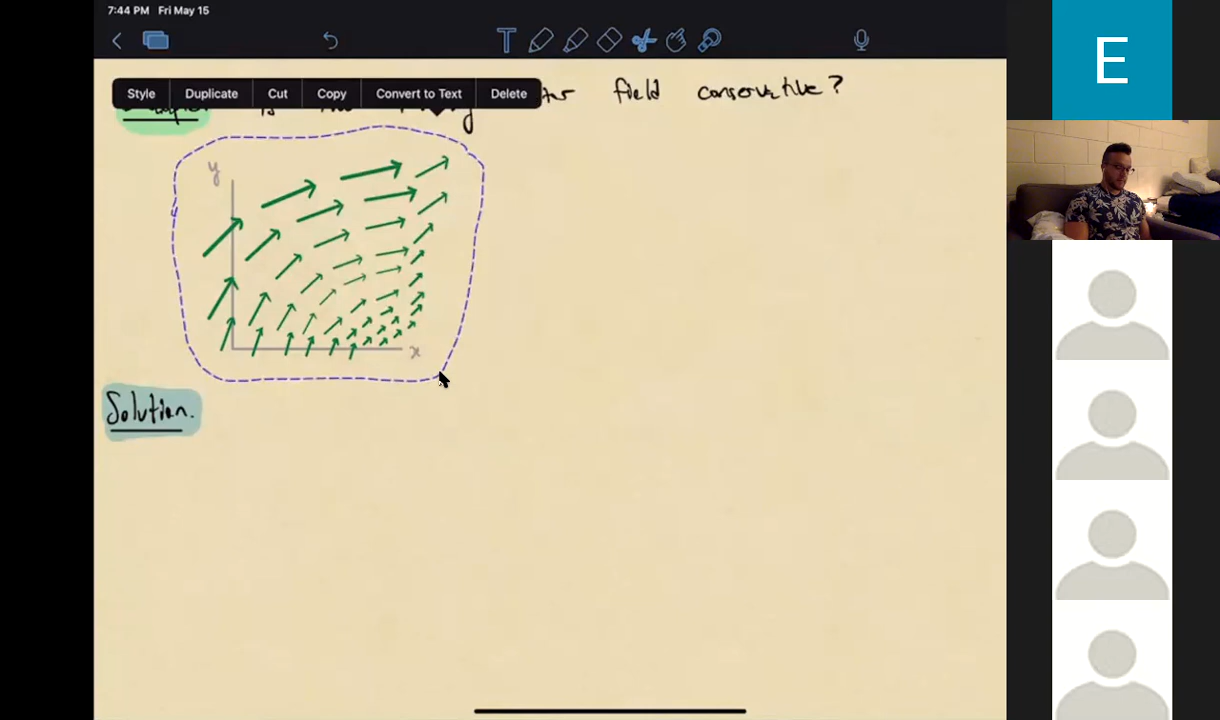 7:44 PM Fri May 15
Style Duplicate Cut Copy Convert to Text Delete
field conservative?
y
x
Solution.
E